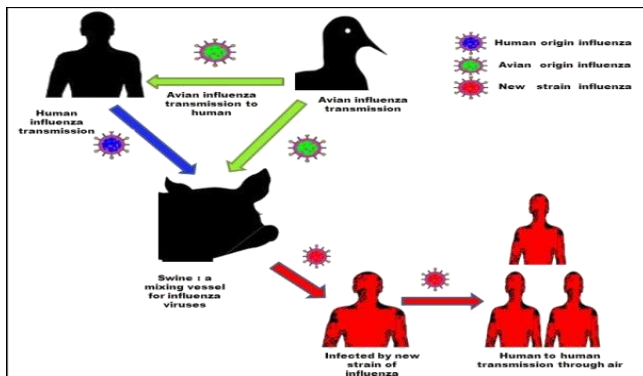 Human origin influenza
Avian origin influenza
New strain influenza
Avian influenza
transmission to
human
Avian influenza
transmission
Human
influenza
transmission
Swine : a
mixing vessel
for influenza
viruses
Infected by new
strain of
influenza
Human to human
transmission through air